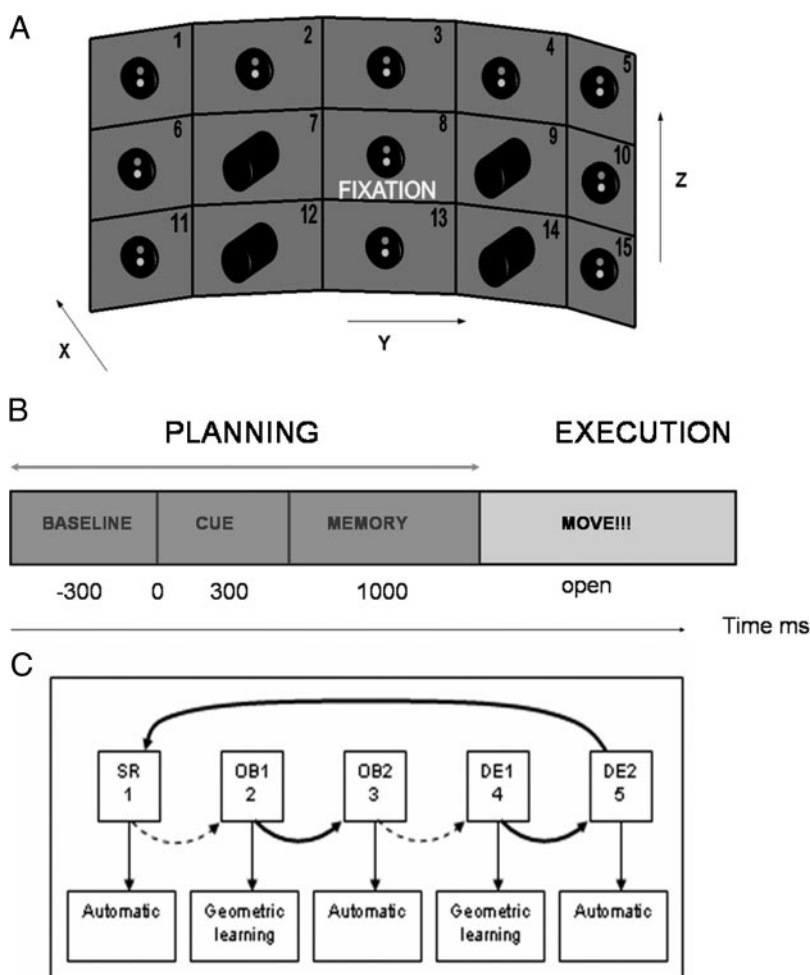 A
1 2 3 4 5
6 7 8 9 10
FIXATION
11 12 13 14 15
Z
X
Y
B
PLANNING EXECUTION
BASELINE CUE MEMORY MOVE!!!
-300 0 300 1000 open
Time ms
C
SR OB1 OB2 DE1 DE2
1 2 3 4 5
Automatic Geometric Automatic Geometric Automatic
learning learning